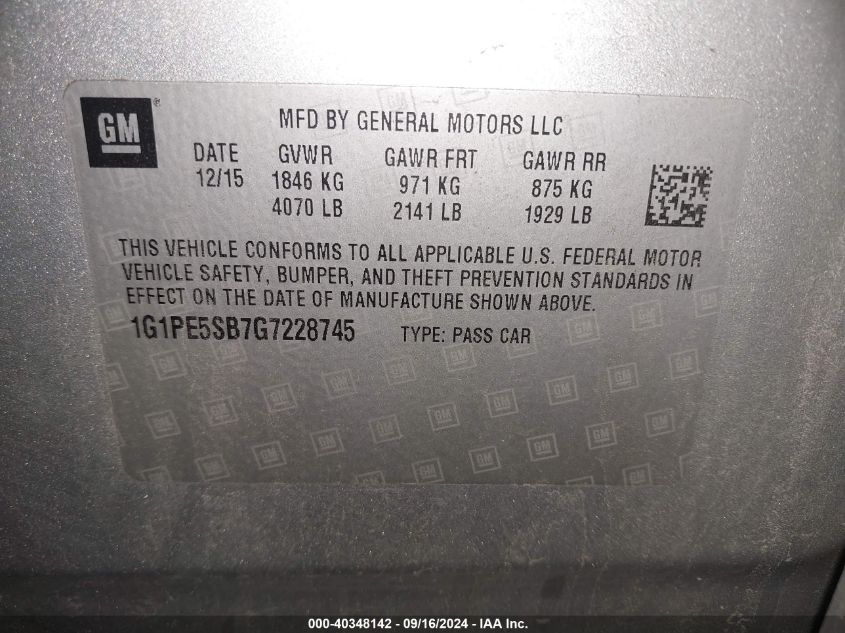 GM
MFD BY GENERAL MOTORS LLC
DATE GVWR GAWR FRT GAWR RR
12/15 1846 KG 971 KG 875 KG
4070 LB 2141 LB 1929 LB
THIS VEHICLE CONFORMS TO ALL APPLICABLE U.S. FEDERAL MOTOR
VEHICLE SAFETY, BUMPER, AND THEFT PREVENTION STANDARDS IN
EFFECT ON THE DATE OF MANUFACTURE SHOWN ABOVE.
1G1PE5SB7G7228745 TYPE: PASS CAR
000-40348142 - 09/16/2024 - IAA Inc.